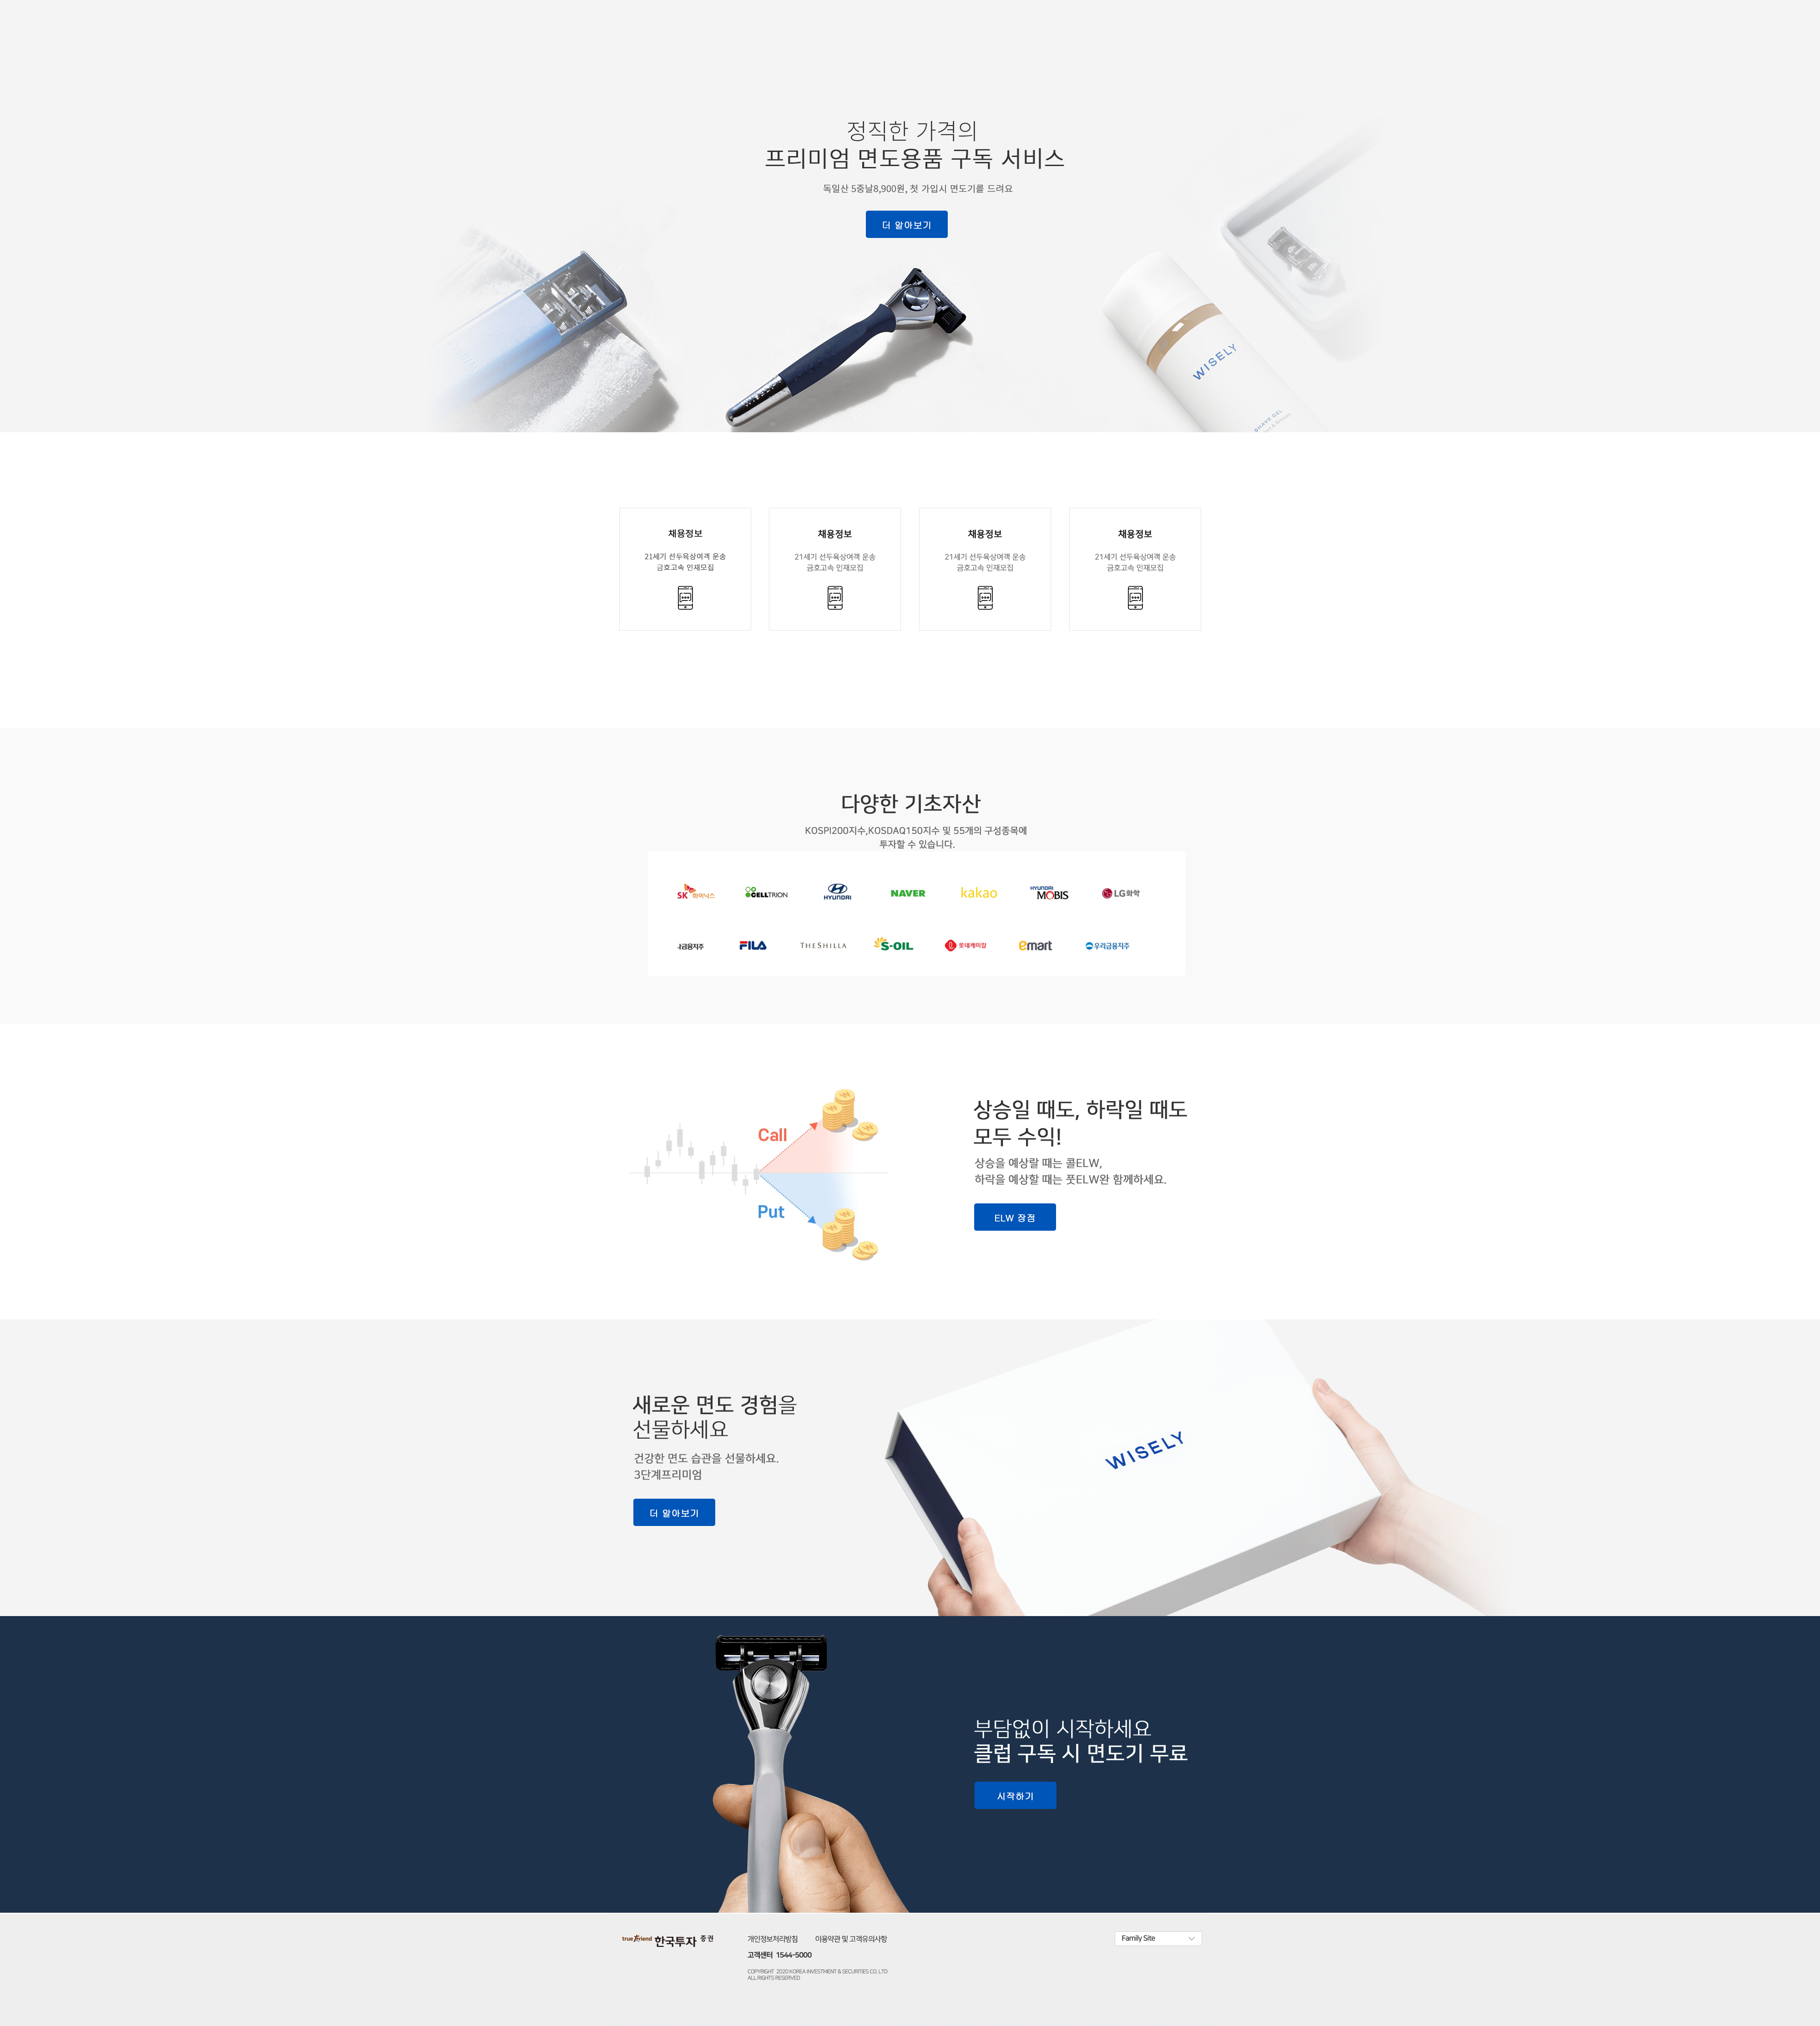 정직한 가격의
프리미엄 면도용품 구독 서비스
독일산 5중날8,900원, 첫 가입시 면도기를 드려요
더 알아보기
WISELY
SHAVE GEL
채용정보
21세기 선두육상여객 운송
금호고속 인재모집
채용정보
21세기 선두육상여객 운송
금호고속 인재모집
채용정보
21세기 선두육상여객 운송
금호고속 인재모집
채용정보
21세기 선두육상여객 운송
금호고속 인재모집
다양한 기초자산
KOSPI200지수,KOSDAQ150지수 및 55개의 구성종목에
투자할 수 있습니다.
SK 하이닉스
CELLTRION
HYUNDAI
NAVER
kakao
HYUNDAI MOBIS
LG화학
금융지주
FILA
THE SHILLA
S-OIL
롯데케미칼
emart
우리금융지주
Call
Put
상승일 때도, 하락일 때도
모두 수익!
상승을 예상랄 때는 콜ELW,
하락을 예상할 때는 풋ELW완 함께하세요.
ELW 장점
새로운 면도 경험을
선물하세요
건강한 면도 습관을 선물하세요.
3단계프리미엄
더 알아보기
WISELY
부담없이 시작하세요
클럽 구독 시 면도기 무료
시작하기
true friend 한국투자 증권
개인정보처리방침 이용약관 및 고객유의사항
고객센터 1544-5000
COPYRIGHT 2020 KOREA INVESTMENT & SECURITIES CO, LTD
ALL RIGHTS RESERVED
Family Site